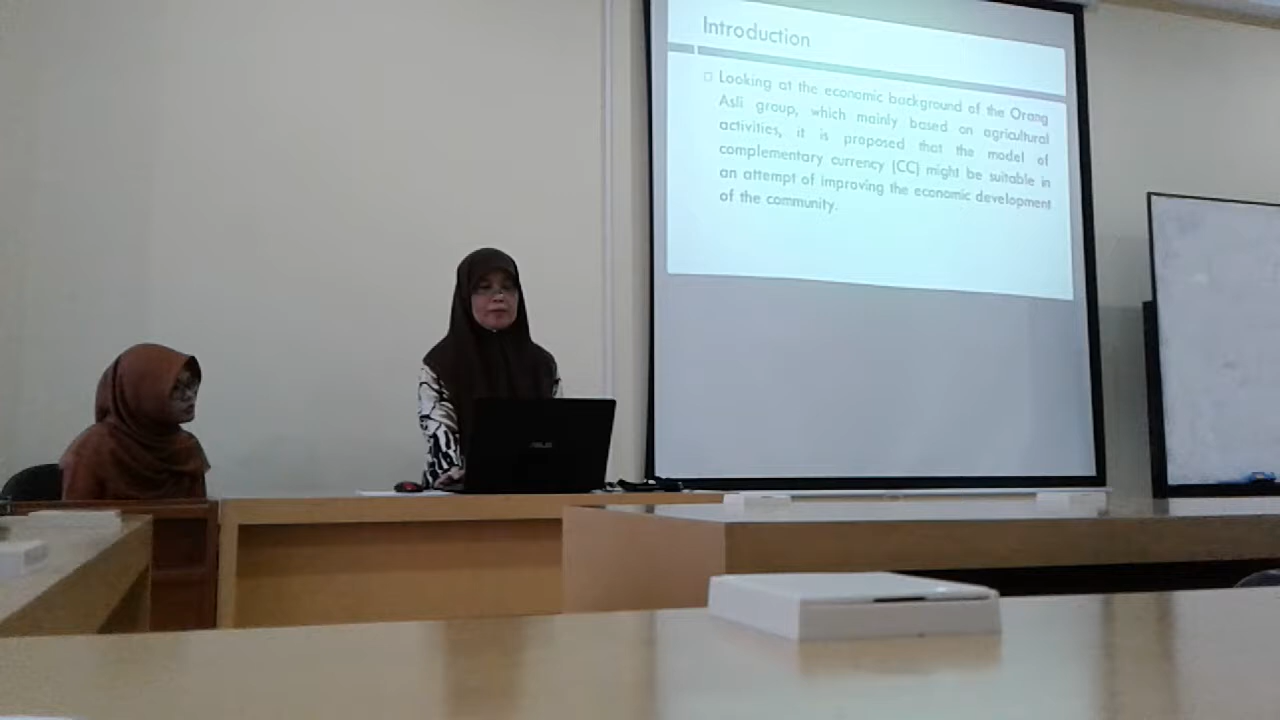 Introduction
Looking at the economic background of the Orang
Asli group, which mainly based on agricultural
activities, it is proposed that the model of
complementary currency (CC) might be suitable in
an attempt of improving the economic development
of the community.
ASUS